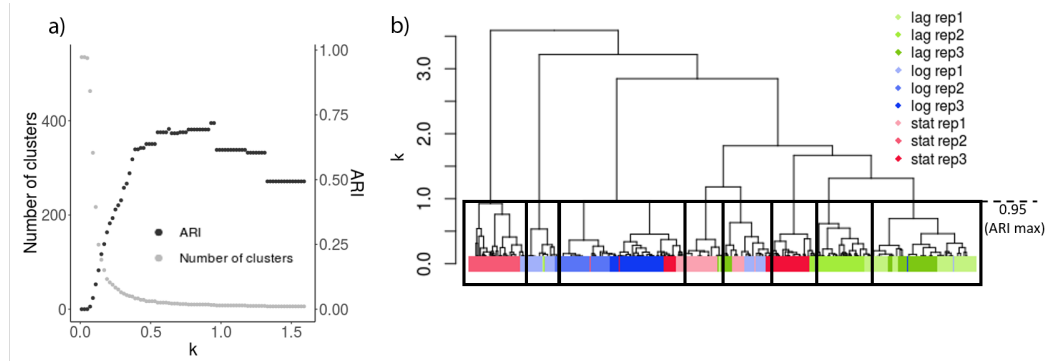 a)
Number of clusters
400
200
0
1.00
0.75
0.50
0.25
0.00
ARI
ARI
Number of clusters
0.0
0.5
1.0
1.5
k
b)
k
3.0
2.0
1.0
0.0
lag rep1
lag rep2
lag rep3
log rep1
log rep2
log rep3
stat rep1
stat rep2
stat rep3
0.95
(ARI max)